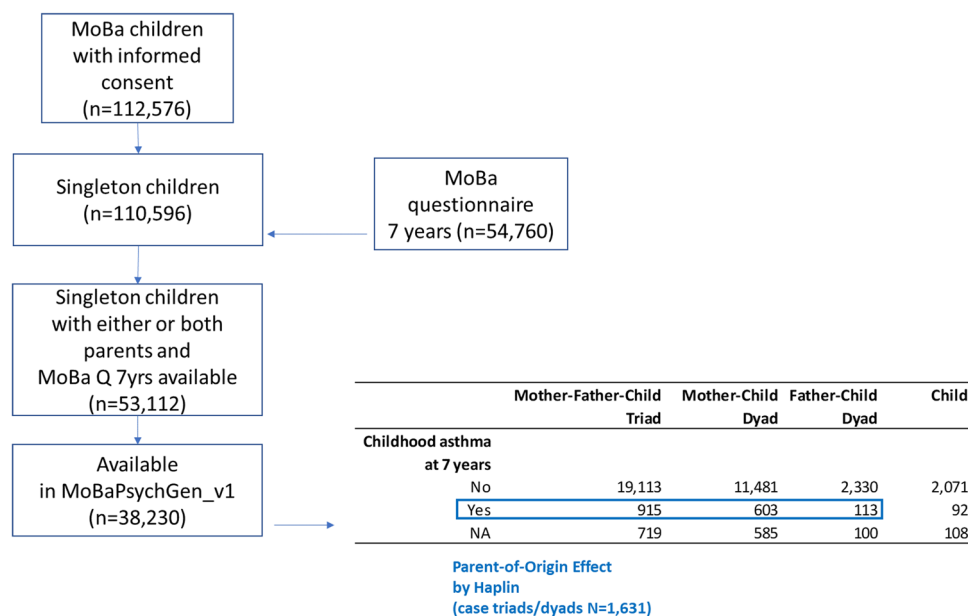 MoBa children
with informed
consent
(n=112,576)
Singleton children
(n=110,596)
MoBa
questionnaire
7 years (n=54,760)
Singleton children
with either or both
parents and
MoBa Q 7yrs available
(n=53,112)
Available
in MoBaPsychGen_v1
(n=38,230)
Mother-Father-Child Mother-Child Father-Child Child
Triad Dyad Dyad
Childhood asthma
at 7 years
No 19,113 11,481 2,330 2,071
Yes 915 603 113 92
NA 719 585 100 108
Parent-of-Origin Effect
by Haplin
(case triads/dyads N=1,631)